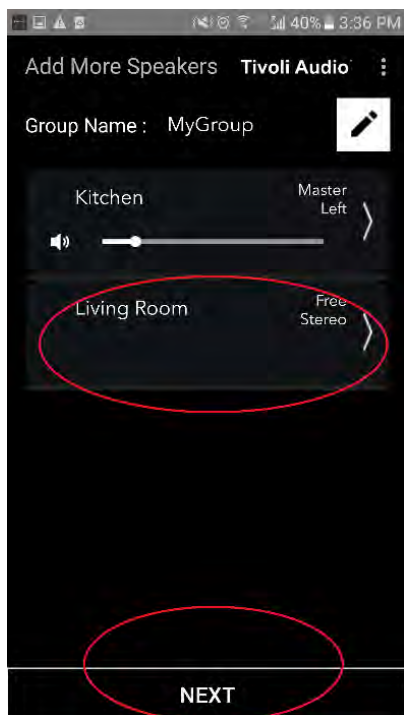 40% 3:36 PM
Add More Speakers Tivoli Audio
Group Name : MyGroup
Kitchen Master
Left
Living Room Free
Stereo
NEXT